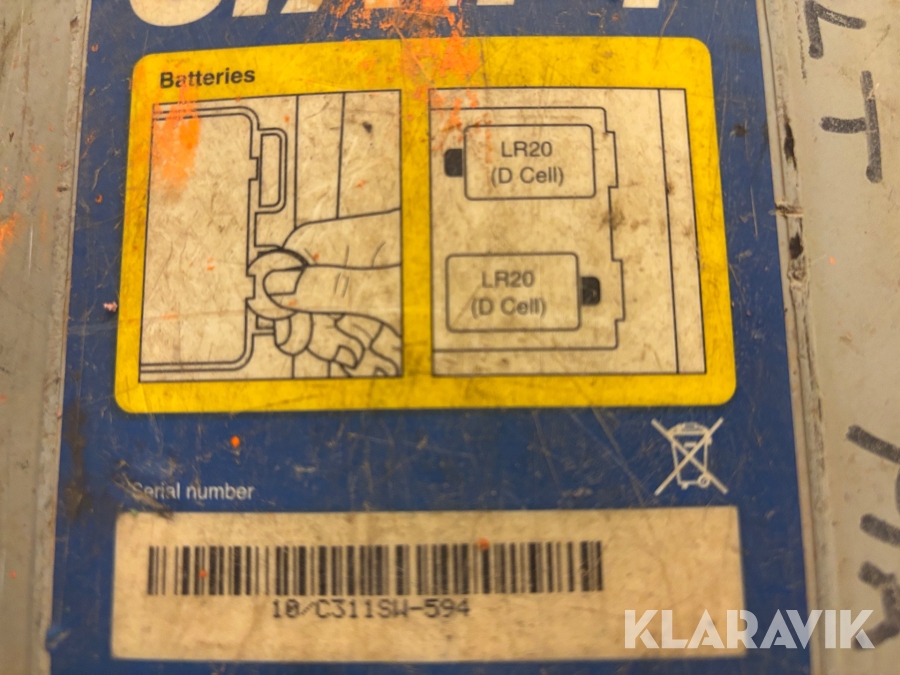 Batteries
LR20
(D Cell)
LR20
(D Cell)
Serial number
10/C311SW-594
KLARAVIK